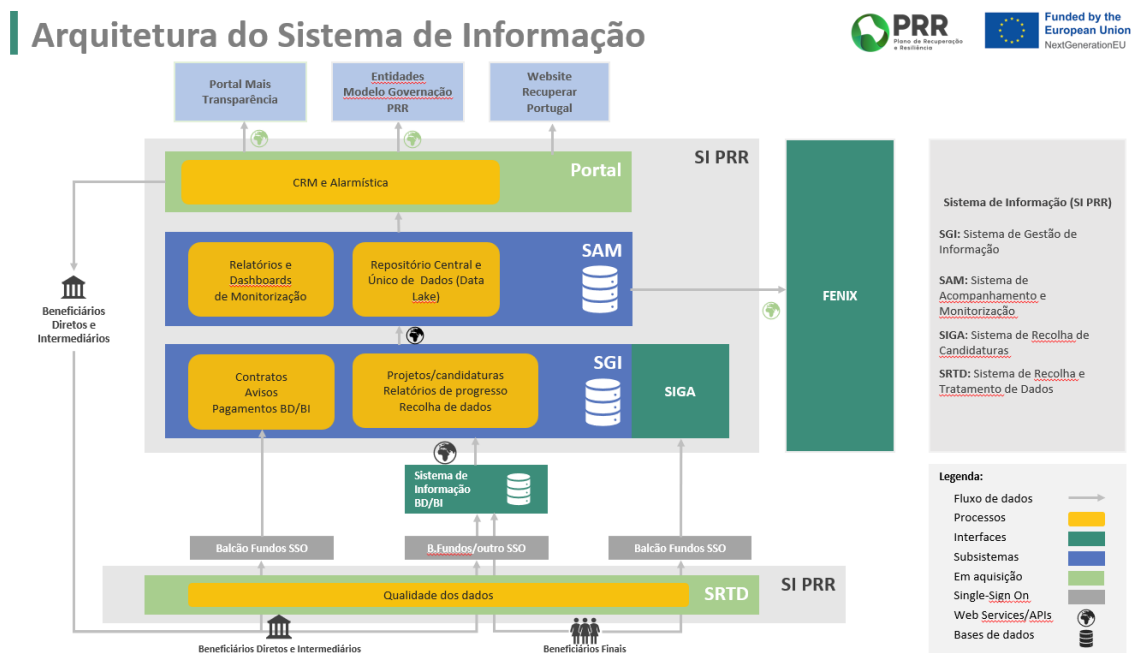 Arquitetura do Sistema de Informação
PRR
Plano de Recuperação
e Resiliência
Funded by the
European Union
NextGenerationEU
Portal Mais
Transparência
Entidades
Modelo Governação
PRR
Website
Recuperar
Portugal
SI PRR
Portal
CRM e Alarmística
SAM
Relatórios e
Dashboards
de Monitorização
Repositório Central e
Único de Dados (Data
Lake)
FENIX
Beneficiários
Diretos e
Intermediários
SGI
Contratos
Avisos
Pagamentos BD/BI
Projetos/candidaturas
Relatórios de progresso
Recolha de dados
SIGA
Sistema de
Informação
BD/BI
Balcão Fundos SSO
B.Fundos/outro SSO
Balcão Fundos SSO
SI PRR
Qualidade dos dados
SRTD
Beneficiários Diretos e Intermediários
Beneficiários Finais
Sistema de Informação (SI PRR)
SGI: Sistema de Gestão de
Informação
SAM: Sistema de
Acompanhamento e
Monitorização
SIGA: Sistema de Recolha de
Candidaturas
SRTD: Sistema de Recolha e
Tratamento de Dados
Legenda:
Fluxo de dados
Processos
Interfaces
Subsistemas
Em aquisição
Single-Sign On
Web Services/APIs
Bases de dados